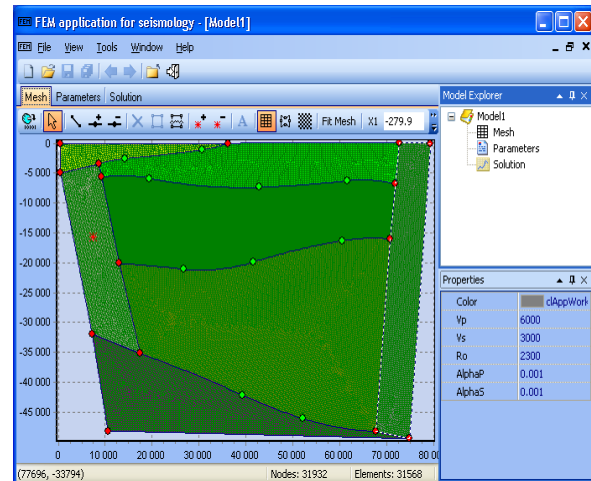 FEM application for seismology - [Model1]
FEM File View Tools Window Help
Mesh Parameters Solution
A Fit Mesh X1 -279.9
0
-5 000
-10 000
-15 000
-20 000
-25 000
-30 000
-35 000
-40 000
-45 000
0 10 000 20 000 30 000 40 000 50 000 60 000 70 000 80 0
(77696, -33794) Nodes: 31932 Elements: 31568
Model Explorer
Model1
Mesh
Parameters
Solution
Properties
Color clAppWork
Vp 6000
Vs 3000
Ro 2300
AlphaP 0.001
AlphaS 0.001